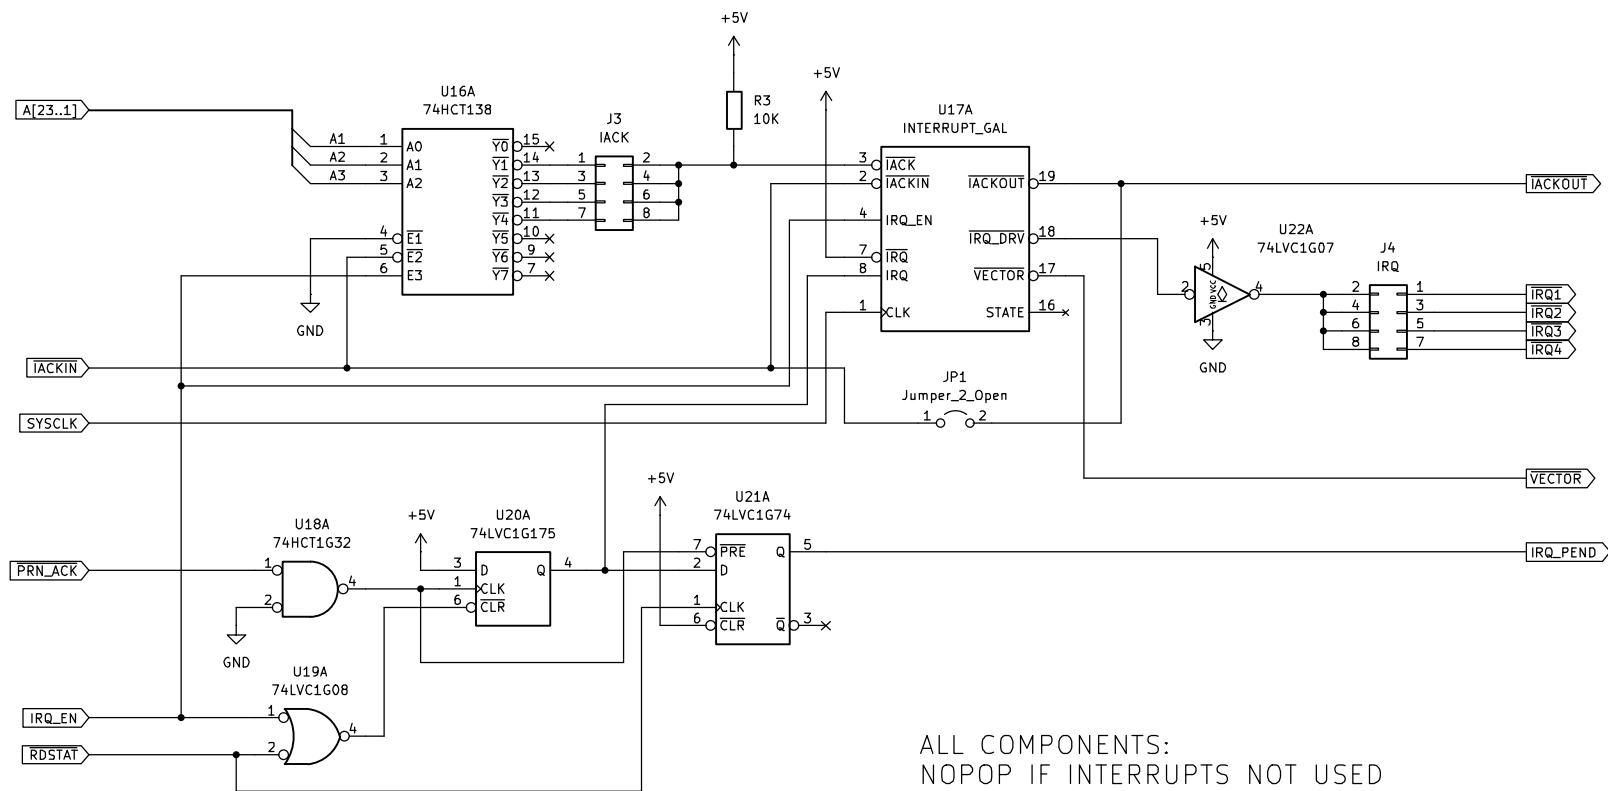 +5V
+5V
A[23..1]
U16A
74HCT138
J3
IACK
R3
10K
U17A
INTERRUPT_GAL
A1 1 A0
A2 2 A1
A3 3 A2
4 E1
5 E2
6 E3
Y0 15
Y1 14
Y2 13
Y3 12
Y4 11
Y5 10
Y6 9
Y7 7
1 2
3 4
5 6
7 8
GND
3 IACK
2 IACKIN
4 IRQ_EN
7 IRQ
8 IRQ
1 CLK
IACKOUT 19
IRQ_DRV 18
VECTOR 17
STATE 16
IACKOUT
+5V
U22A
74LVC1G07
2 4
5 VCC
3 GND
GND
J4
IRQ
2 1
4 3
6 5
8 7
IRQ1
IRQ2
IRQ3
IRQ4
IACKIN
SYSCLK
JP1
Jumper_2_Open
1 2
VECTOR
+5V
+5V
U18A
74HCT1G32
U20A
74LVC1G175
U21A
74LVC1G74
PRN_ACK
1
2
4
GND
3 D
1 CLK
6 CLR
Q 4
7 PRE
2 D
1 CLK
6 CLR
Q 5
Q 3
IRQ_PEND
U19A
74LVC1G08
IRQ_EN
RDSTAT
1
2
4
ALL COMPONENTS:
NOPOP IF INTERRUPTS NOT USED